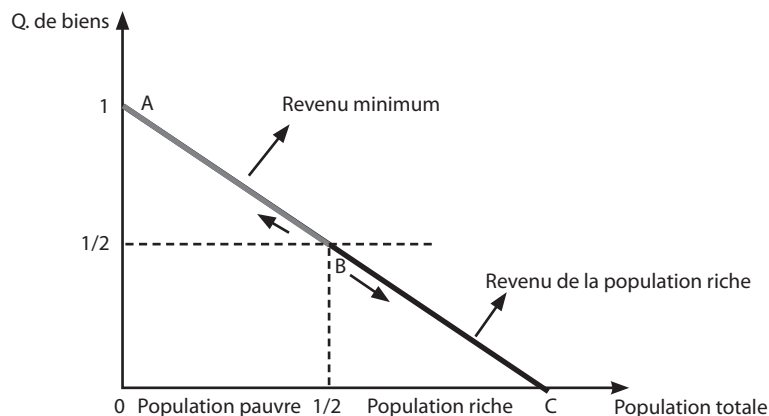 Q. de biens
1
A
Revenu minimum
1/2
B
Revenu de la population riche
0 Population pauvre 1/2 Population riche C Population totale